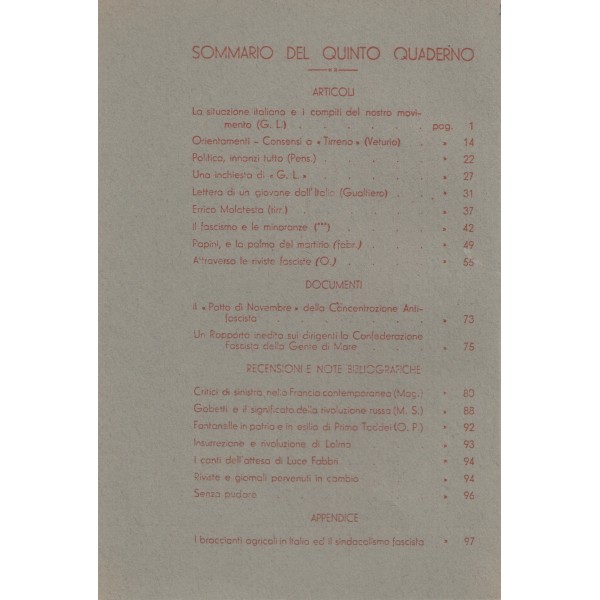 SOMMARIO DEL QUINTO QUADERNO
ARTICOLI
La situazione italiana e i compiti del nostro movi-
mento (G. L.) . . . . . . . pag. 1
Orientamenti - Consensi a « Tirreno » (Veturio) . » 14
Politica, innanzi tutto (Pens.) . . . . . » 22
Una inchiesta di « G. L. » . . . . . » 27
Lettera di un giovane dall'Italia (Gualtiero) . » 31
Errico Malatesta (tirr.) . . . . . » 37
Il fascismo e le minoranze (***) . . . . » 42
Papini, e la palma del martirio (fabr.) . . » 49
Attraverso le riviste fasciste (O.) . . . » 55
DOCUMENTI
Il « Patto di Novembre » della Concentrazione Anti-
fascista . . . . . . . . » 73
Un Rapporto inedito sui dirigenti la Confederazione
Fascista della Gente di Mare . . . . » 75
RECENSIONI E NOTE BIBLIOGRAFICHE
Critici di sinistra nella Francia contemporanea (Mag.) » 80
Gobetti e il significato della rivoluzione russa (M. S.) » 88
Fontanelle in patria e in esilio di Primo Taddei (O. P.) » 92
Insurrezione e rivoluzione di Leimo . . . » 93
I canti dell'attesa di Luce Fabbri . . . » 94
Riviste e giornali pervenuti in cambio . . » 94
Senza pudore . . . . . . . » 96
APPENDICE
I braccianti agricoli in Italia ed il sindacalismo fascista . » 97